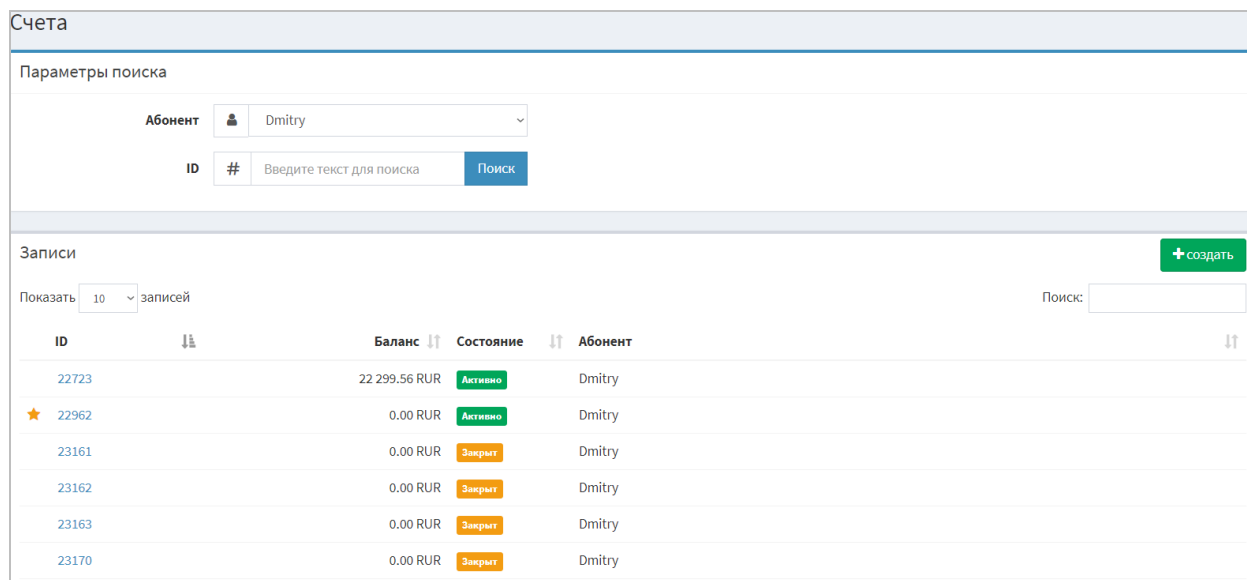 Счета
Параметры поиска
Абонент Dmitry
ID # Введите текст для поиска Поиск
Записи
+создать
Показать 10 записей Поиск:
ID Баланс Состояние Абонент
22723 22 299.56 RUR Активно Dmitry
22962 0.00 RUR Активно Dmitry
23161 0.00 RUR Закрыт Dmitry
23162 0.00 RUR Закрыт Dmitry
23163 0.00 RUR Закрыт Dmitry
23170 0.00 RUR Закрыт Dmitry